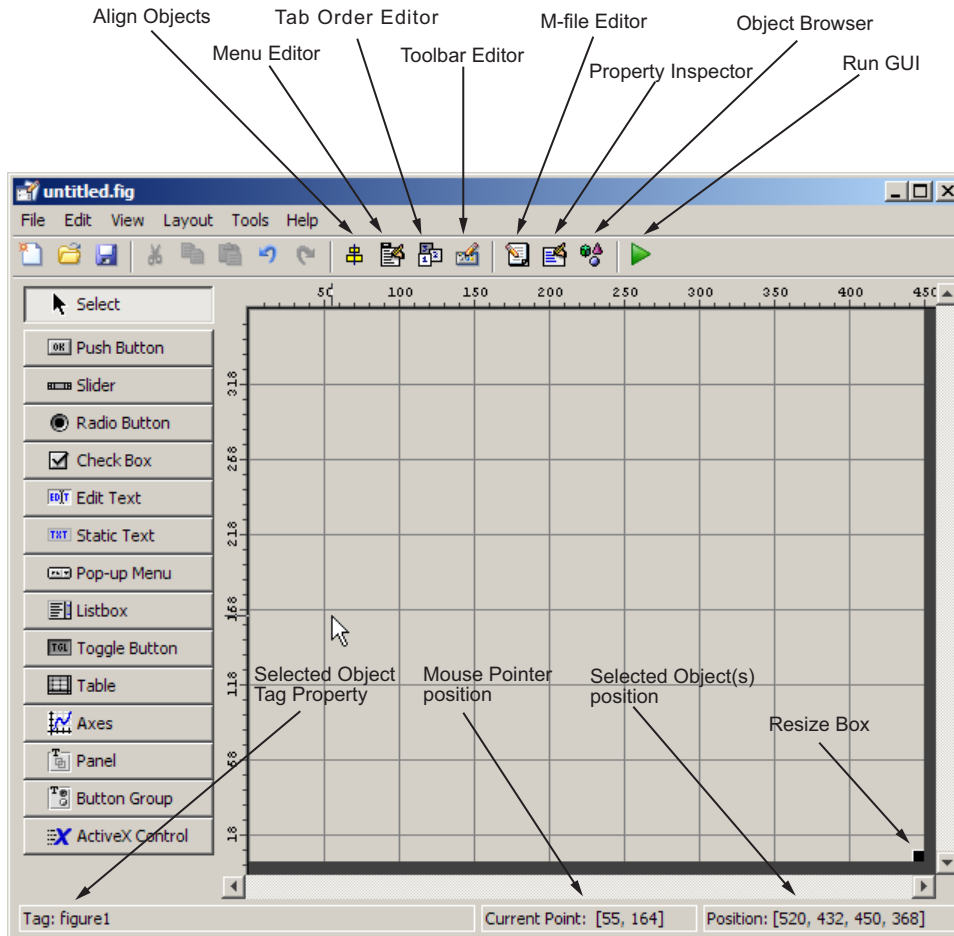 Align Objects
Tab Order Editor
M-file Editor
Object Browser
Menu Editor
Toolbar Editor
Property Inspector
Run GUI
untitled.fig
File Edit View Layout Tools Help
Select
50 100 150 200 250 300 350 400 450
Push Button
Slider
Radio Button
Check Box
Edit Text
Static Text
Pop-up Menu
Listbox
Toggle Button
Table
Axes
Panel
Button Group
ActiveX Control
318
268
218
168
118
68
18
Selected Object
Tag Property
Mouse Pointer
position
Selected Object(s)
position
Resize Box
Tag: figure1
Current Point: [55, 164]
Position: [520, 432, 450, 368]
OK
EDIT
TXT
TGL